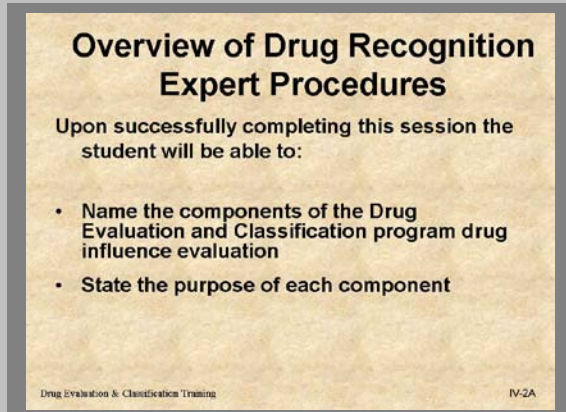 Overview of Drug Recognition
Expert Procedures
Upon successfully completing this session the
student will be able to:
• Name the components of the Drug
Evaluation and Classification program drug
influence evaluation
• State the purpose of each component
Drug Evaluation & Classification Training
IV-2A